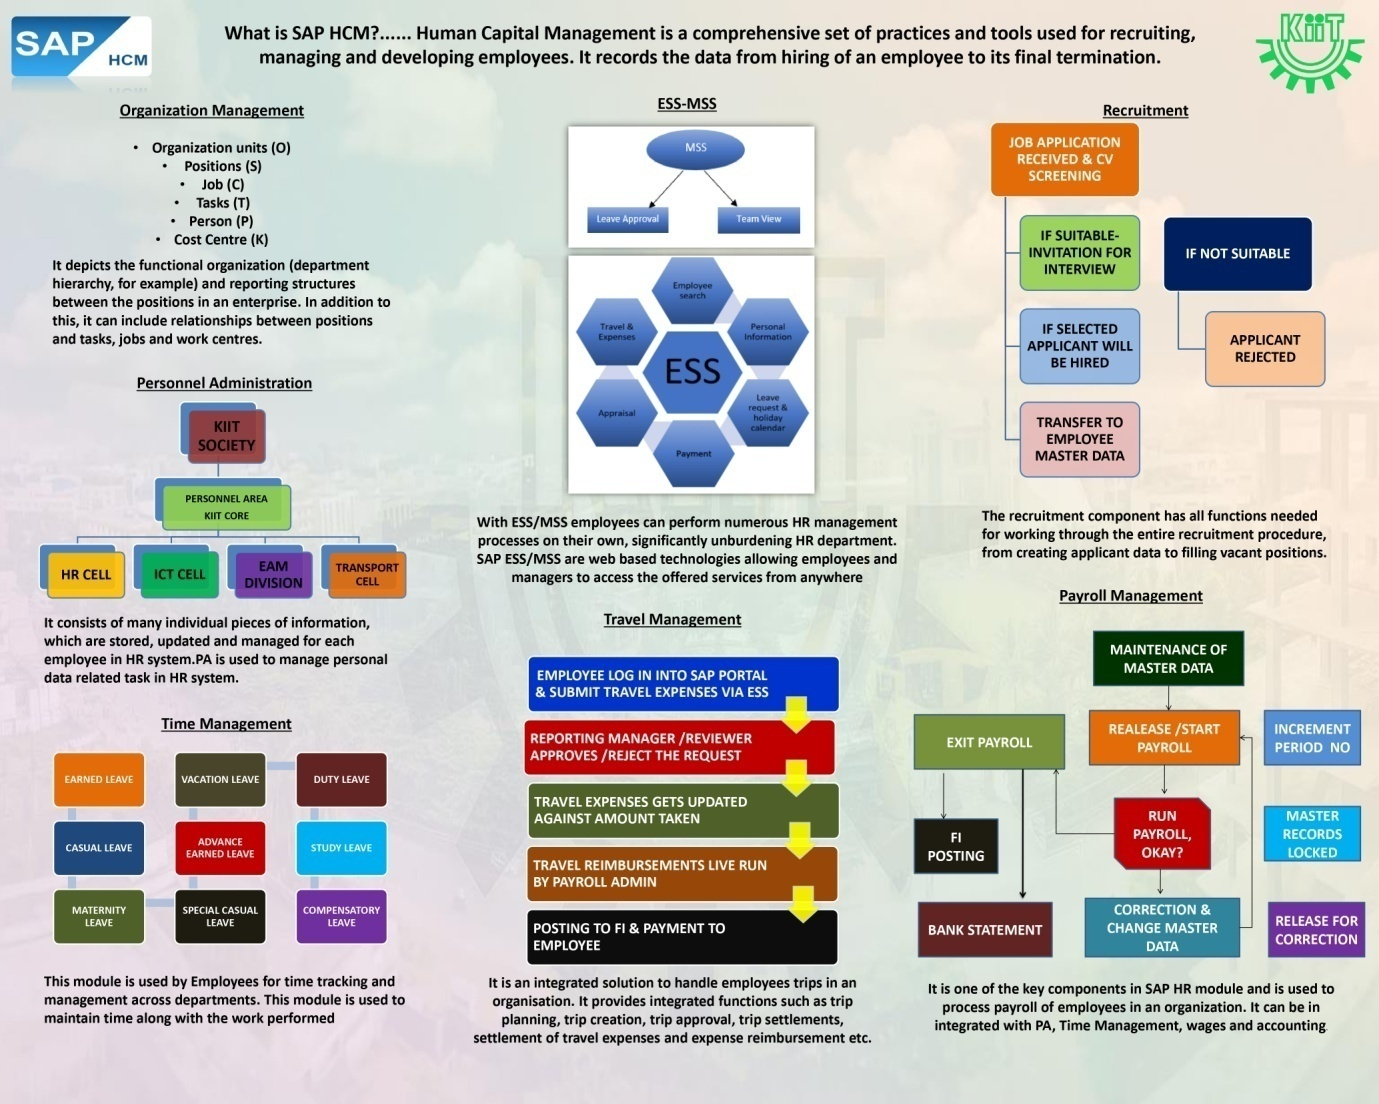 SAP HCM
What is SAP HCM?...... Human Capital Management is a comprehensive set of practices and tools used for recruiting,
managing and developing employees. It records the data from hiring of an employee to its final termination.
KiiT
Organization Management
• Organization units (O)
• Positions (S)
• Job (C)
• Tasks (T)
• Person (P)
• Cost Centre (K)
It depicts the functional organization (department
hierarchy, for example) and reporting structures
between the positions in an enterprise. In addition to
this, it can include relationships between positions
and tasks, jobs and work centres.
Personnel Administration
KIIT
SOCIETY
PERSONNEL AREA
KIIT CORE
HR CELL
ICT CELL
EAM
DIVISION
TRANSPORT
CELL
It consists of many individual pieces of information,
which are stored, updated and managed for each
employee in HR system.PA is used to manage personal
data related task in HR system.
Time Management
EARNED LEAVE
VACATION LEAVE
DUTY LEAVE
CASUAL LEAVE
ADVANCE
EARNED LEAVE
STUDY LEAVE
MATERNITY
LEAVE
SPECIAL CASUAL
LEAVE
COMPENSATORY
LEAVE
This module is used by Employees for time tracking and
management across departments. This module is used to
maintain time along with the work performed
ESS-MSS
MSS
Leave Approval
Team View
Employee
search
Travel &
Expenses
Personal
Information
ESS
Appraisal
Leave
request &
holiday
calendar
Payment
With ESS/MSS employees can perform numerous HR management
processes on their own, significantly unburdening HR department.
SAP ESS/MSS are web based technologies allowing employees and
managers to access the offered services from anywhere
Travel Management
EMPLOYEE LOG IN INTO SAP PORTAL
& SUBMIT TRAVEL EXPENSES VIA ESS
REPORTING MANAGER /REVIEWER
APPROVES /REJECT THE REQUEST
TRAVEL EXPENSES GETS UPDATED
AGAINST AMOUNT TAKEN
TRAVEL REIMBURSEMENTS LIVE RUN
BY PAYROLL ADMIN
POSTING TO FI & PAYMENT TO
EMPLOYEE
It is an integrated solution to handle employees trips in an
organisation. It provides integrated functions such as trip
planning, trip creation, trip approval, trip settlements,
settlement of travel expenses and expense reimbursement etc.
Recruitment
JOB APPLICATION
RECEIVED & CV
SCREENING
IF SUITABLE-
INVITATION FOR
INTERVIEW
IF NOT SUITABLE
IF SELECTED
APPLICANT WILL
BE HIRED
APPLICANT
REJECTED
TRANSFER TO
EMPLOYEE
MASTER DATA
The recruitment component has all functions needed
for working through the entire recruitment procedure,
from creating applicant data to filling vacant positions.
Payroll Management
MAINTENANCE OF
MASTER DATA
EXIT PAYROLL
REALEASE /START
PAYROLL
INCREMENT
PERIOD NO
FI
POSTING
RUN
PAYROLL,
OKAY?
MASTER
RECORDS
LOCKED
BANK STATEMENT
CORRECTION &
CHANGE MASTER
DATA
RELEASE FOR
CORRECTION
It is one of the key components in SAP HR module and is used to
process payroll of employees in an organization. It can be in
integrated with PA, Time Management, wages and accounting